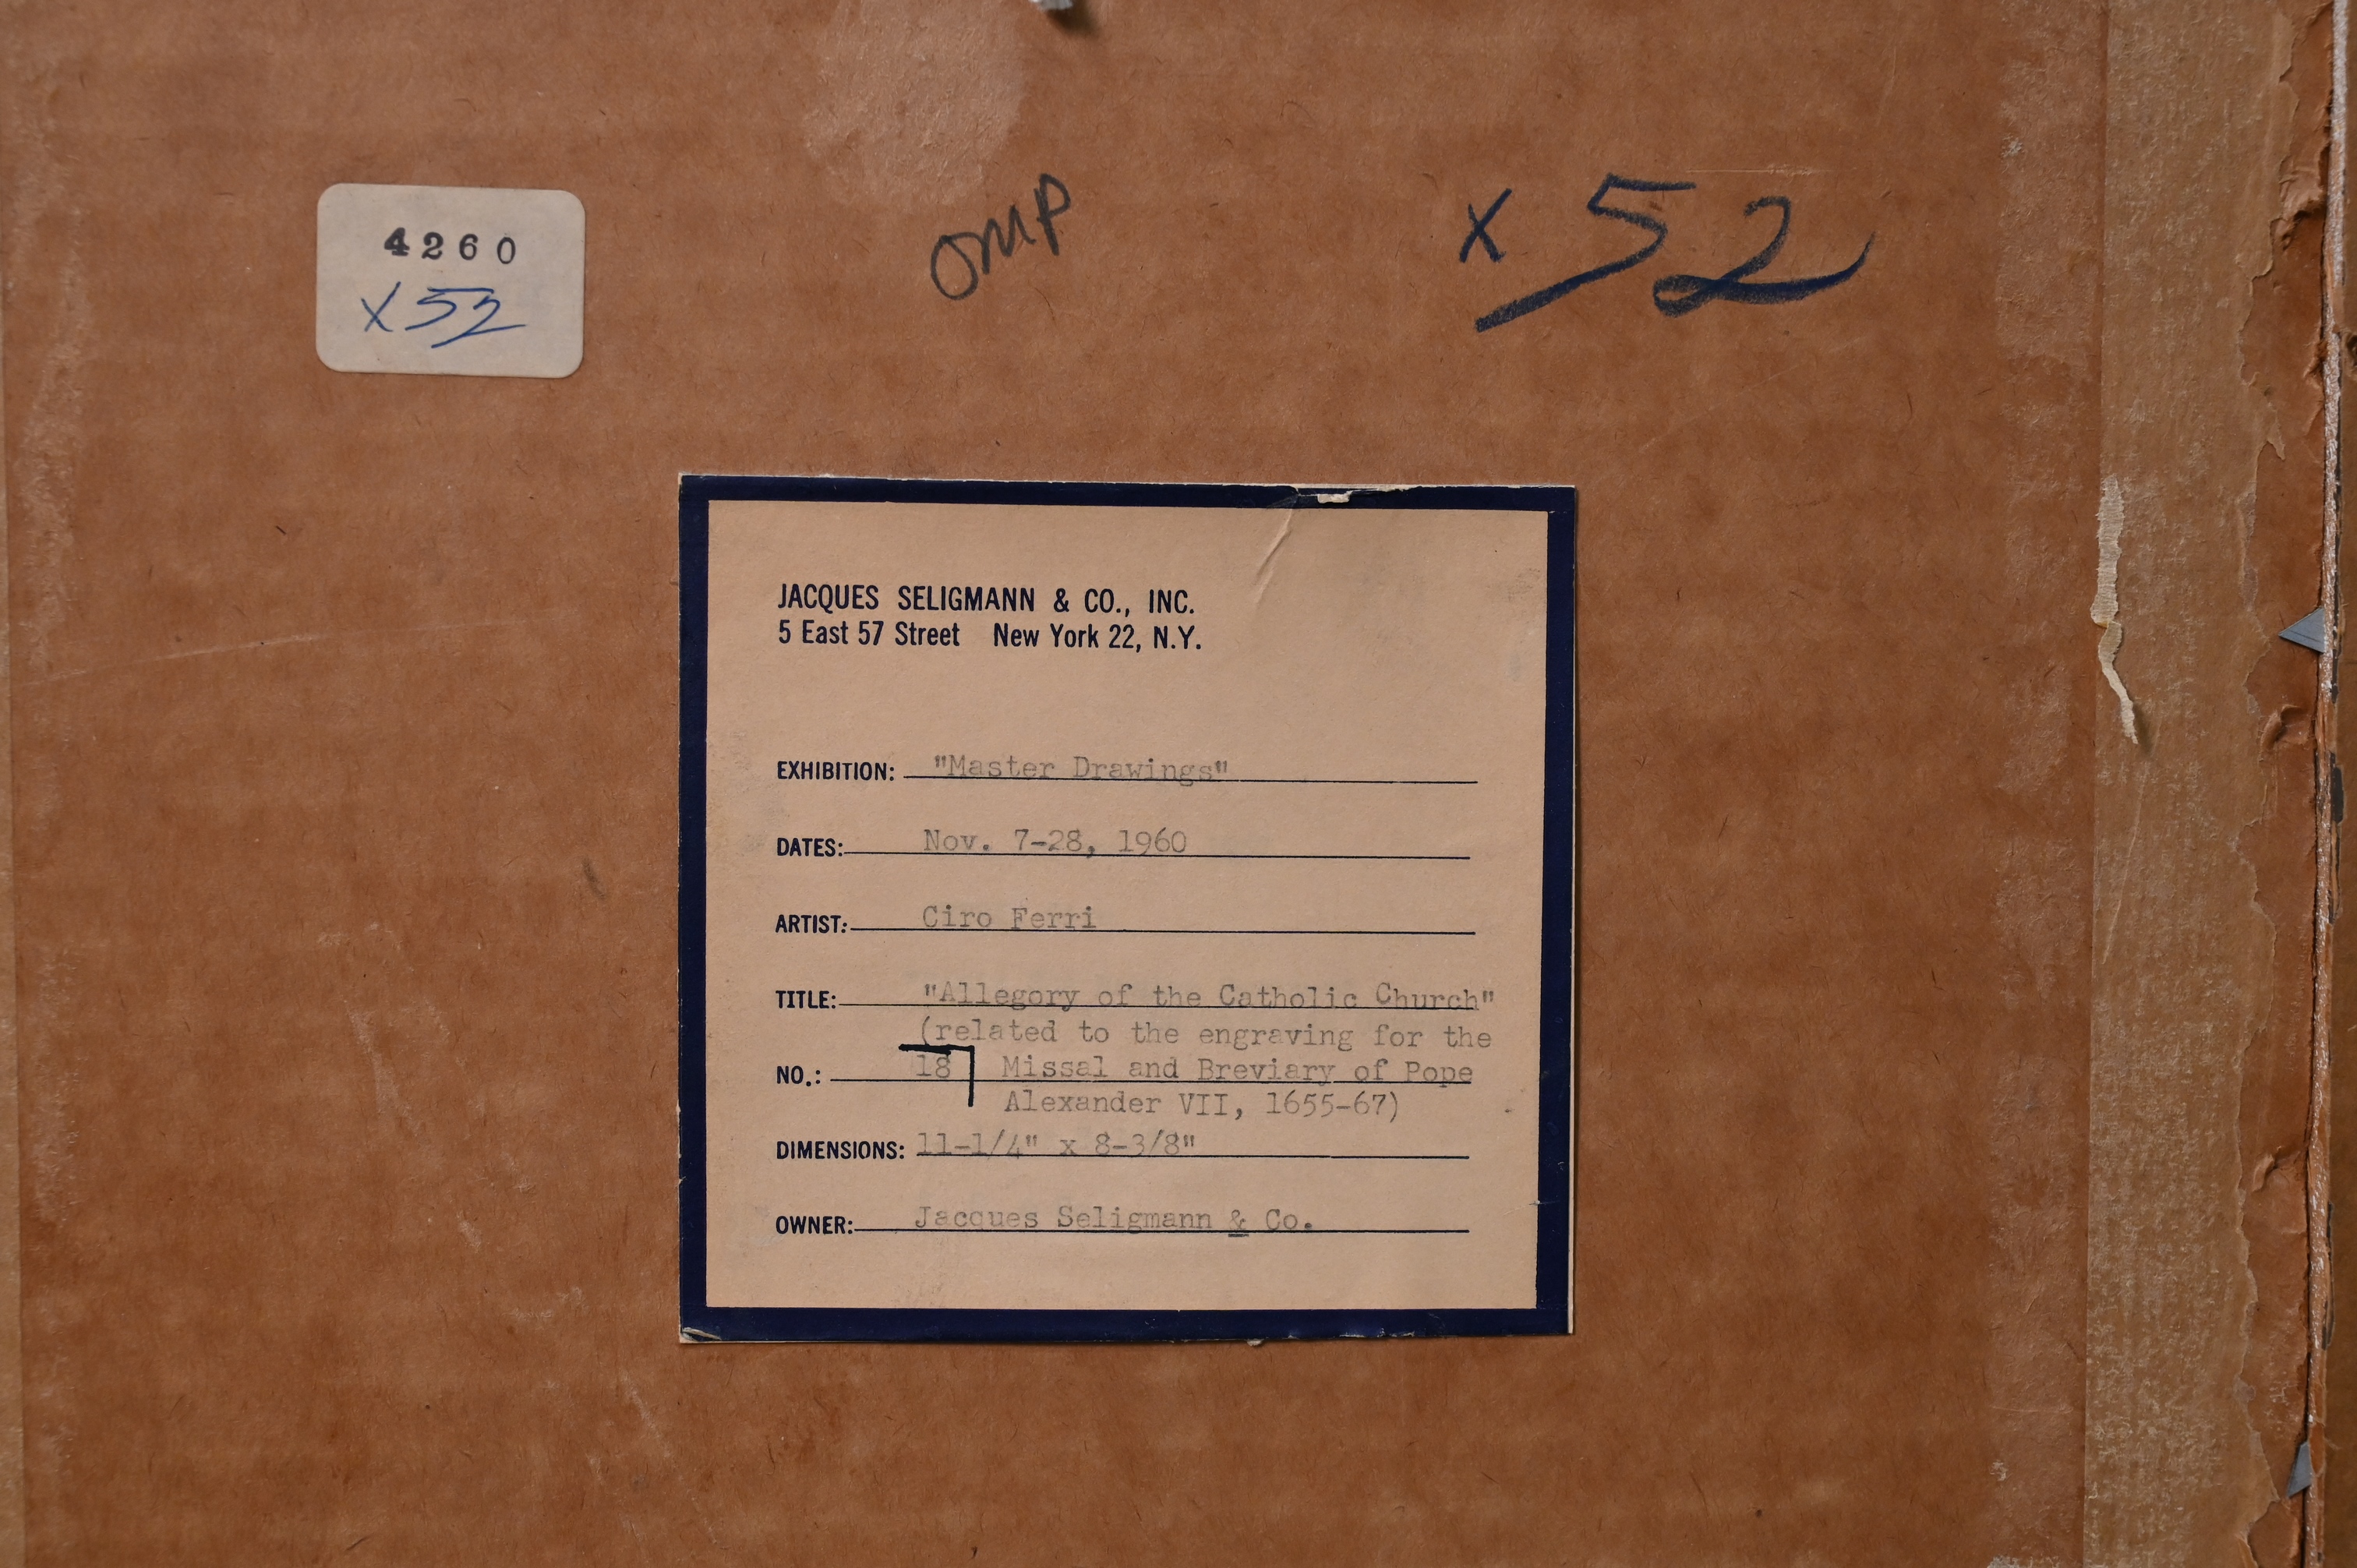 4260
x52
OMP
x 52
JACQUES SELIGMANN & CO., INC.
5 East 57 Street New York 22, N.Y.
EXHIBITION: "Master Drawings"
DATES: Nov. 7-28, 1960
ARTIST: Ciro Ferri
TITLE: "Allegory of the Catholic Church"
(related to the engraving for the
NO.: 18 Missal and Breviary of Pope
Alexander VII, 1655-67)
DIMENSIONS: 11-1/4" x 8-3/8"
OWNER: Jacques Seligmann & Co.